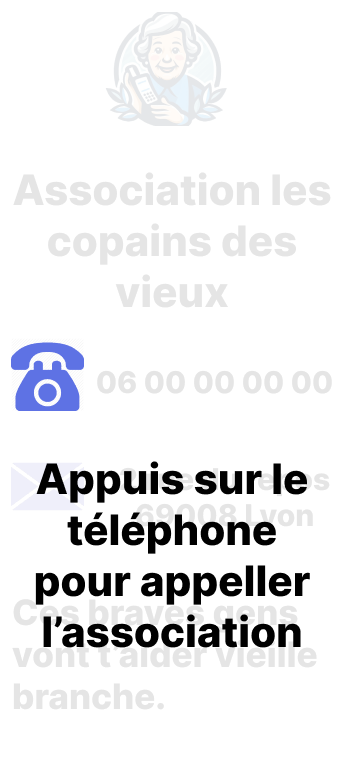 Association les
copains des
vieux
06 00 00 00 00
Appuis sur le
téléphone
pour appeller
l’association
69008 Lyon
Ces braves gens
vont t'aider vieille
branche.